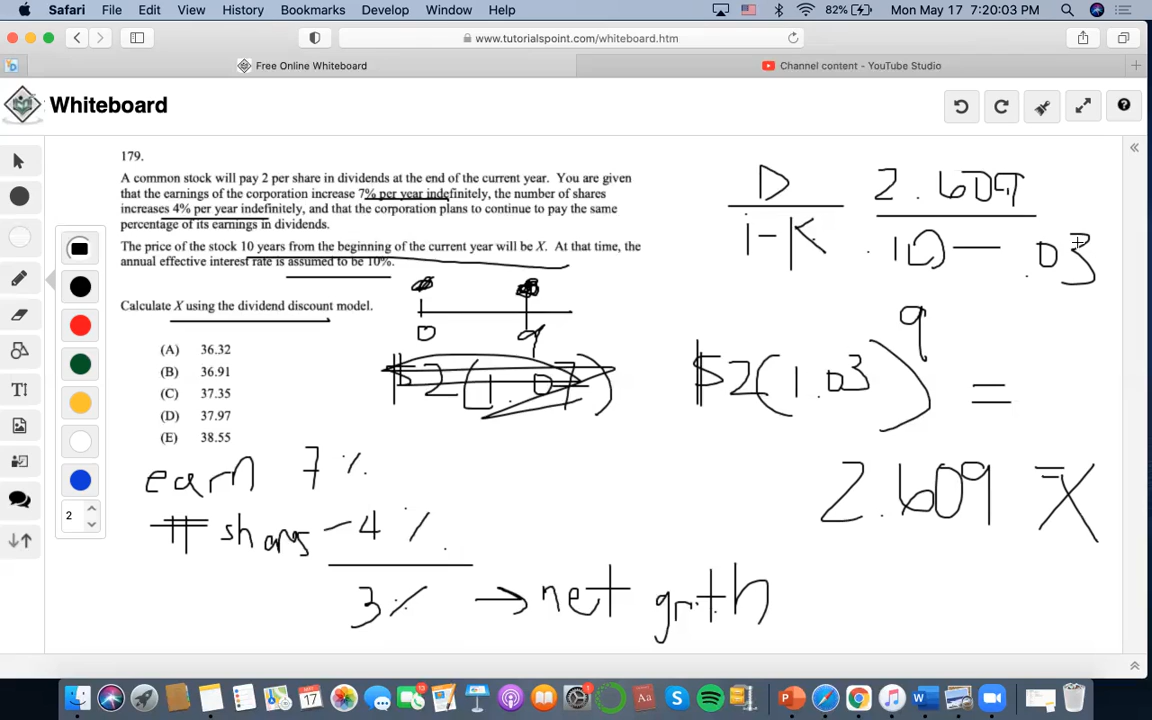 Safari File Edit View History Bookmarks Develop Window Help 82% Mon May 17 7:20:03 PM
www.tutorialspoint.com/whiteboard.htm
Free Online Whiteboard Channel content - YouTube Studio
Whiteboard
179.
A common stock will pay 2 per share in dividends at the end of the current year. You are given
that the earnings of the corporation increase 7% per year indefinitely, the number of shares
increases 4% per year indefinitely, and that the corporation plans to continue to pay the same
percentage of its earnings in dividends.
The price of the stock 10 years from the beginning of the current year will be X. At that time, the
annual effective interest rate is assumed to be 10%.
Calculate X using the dividend discount model.
(A) 36.32
(B) 36.91
(C) 37.35
(D) 37.97
(E) 38.55
D 2.609
i-K .10 - .03
0 9
$2(1.07)
$2(1.03)^9 =
2.609 = X
earn 7%
# shars -4%
3% → net grth
2